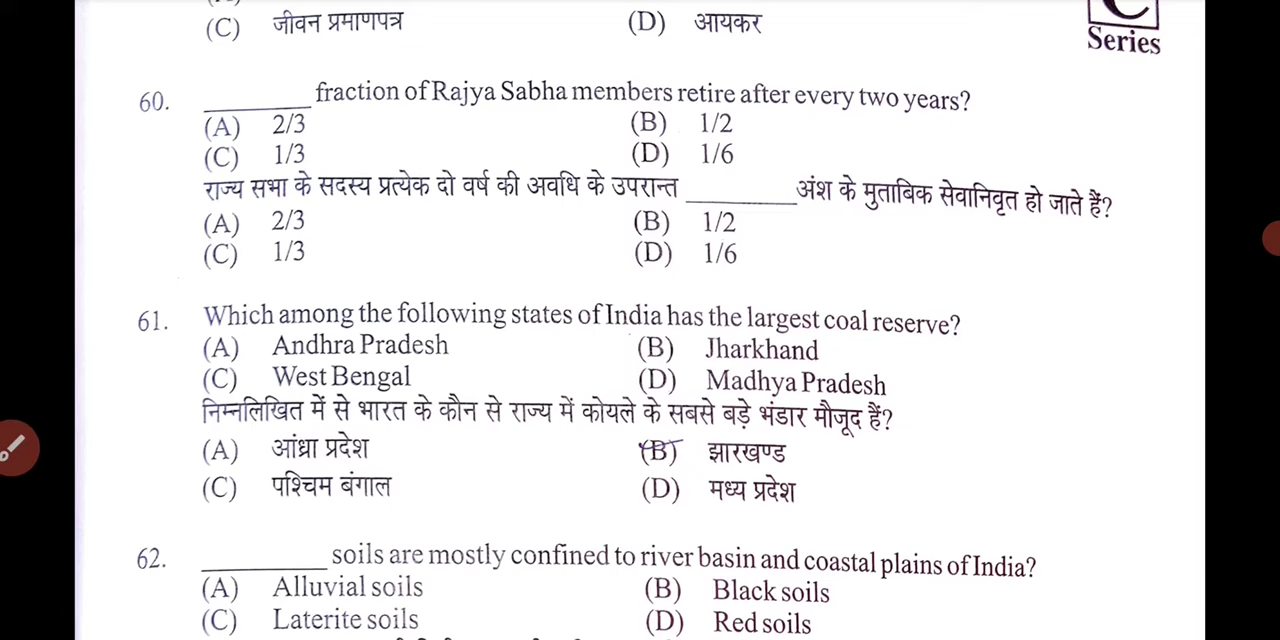 (C) जीवन प्रमाणपत्र (D) आयकर
C
Series
60. ________ fraction of Rajya Sabha members retire after every two years?
(A) 2/3 (B) 1/2
(C) 1/3 (D) 1/6
राज्य सभा के सदस्य प्रत्येक दो वर्ष की अवधि के उपरान्त ________ अंश के मुताबिक सेवानिवृत हो जाते हैं?
(A) 2/3 (B) 1/2
(C) 1/3 (D) 1/6
61. Which among the following states of India has the largest coal reserve?
(A) Andhra Pradesh (B) Jharkhand
(C) West Bengal (D) Madhya Pradesh
निम्नलिखित में से भारत के कौन से राज्य में कोयले के सबसे बड़े भंडार मौजूद हैं?
(A) आंध्रा प्रदेश (B) झारखण्ड
(C) पश्चिम बंगाल (D) मध्य प्रदेश
62. ________ soils are mostly confined to river basin and coastal plains of India?
(A) Alluvial soils (B) Black soils
(C) Laterite soils (D) Red soils